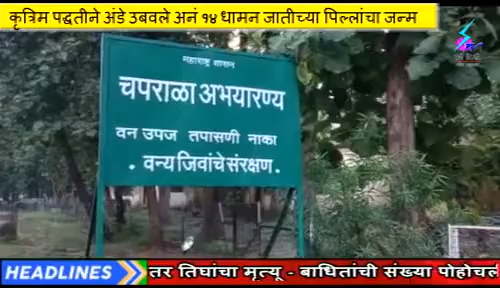 कृत्रिम पद्धतीने अंडे उबवले अनं १४ धामन जातीच्या पिल्लांचा जन्म
महाराष्ट्र शासन
चपराळा अभयारण्य
वन उपज तपासणी नाका
. वन्य जिवांचे संरक्षण .
HEADLINES
तर तिघांचा मृत्यू - बाधितांची संख्या पोहोचली